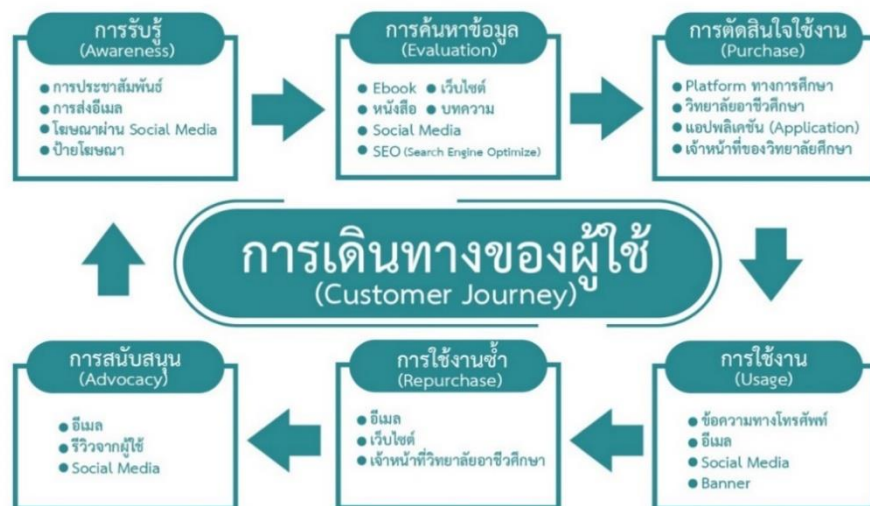 การรับรู้
(Awareness)
● การประชาสัมพันธ์
● การส่งอีเมล
● โฆษณาผ่าน Social Media
● ป้ายโฆษณา
การค้นหาข้อมูล
(Evaluation)
● Ebook ● เว็บไซต์
● หนังสือ ● บทความ
● Social Media
● SEO (Search Engine Optimize)
การตัดสินใจใช้งาน
(Purchase)
● Platform ทางการศึกษา
● วิทยาลัยอาชีวศึกษา
● แอปพลิเคชัน (Application)
● เจ้าหน้าที่ของวิทยาลัยศึกษา
การเดินทางของผู้ใช้
(Customer Journey)
การสนับสนุน
(Advocacy)
● อีเมล
● รีวิวจากผู้ใช้
● Social Media
การใช้งานซ้ำ
(Repurchase)
● อีเมล
● เว็บไซต์
● เจ้าหน้าที่วิทยาลัยอาชีวศึกษา
การใช้งาน
(Usage)
● ข้อความทางโทรศัพท์
● อีเมล
● Social Media
● Banner